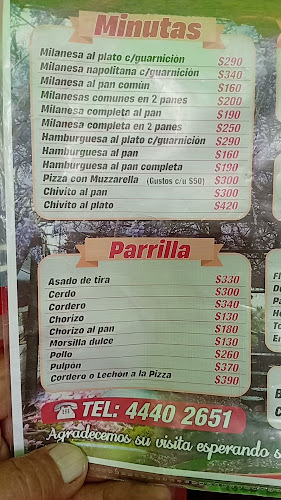 Minutas
Milanesa al plato c/guarnición $290
Milanesa napolitana c/guarnición $340
Milanesa al pan común $160
Milanesas comunes en 2 panes $200
Milanesa completa al pan $190
Milanesa completa en 2 panes $250
Hamburguesa al plato c/guarnición $290
Hamburguesa al pan $160
Hamburguesa al pan completa $190
Pizza con Muzzarella (Gustos c/u $50) $300
Chivito al pan $300
Chivito al plato $420
Parrilla
Asado de tira $330
Cerdo $300
Cordero $340
Chorizo $130
Chorizo al pan $180
Morsilla dulce $130
Pollo $260
Pulpón $370
Cordero o Lechón a la Pizza $390
TEL: 4440 2651
Agradecemos su visita esperando s